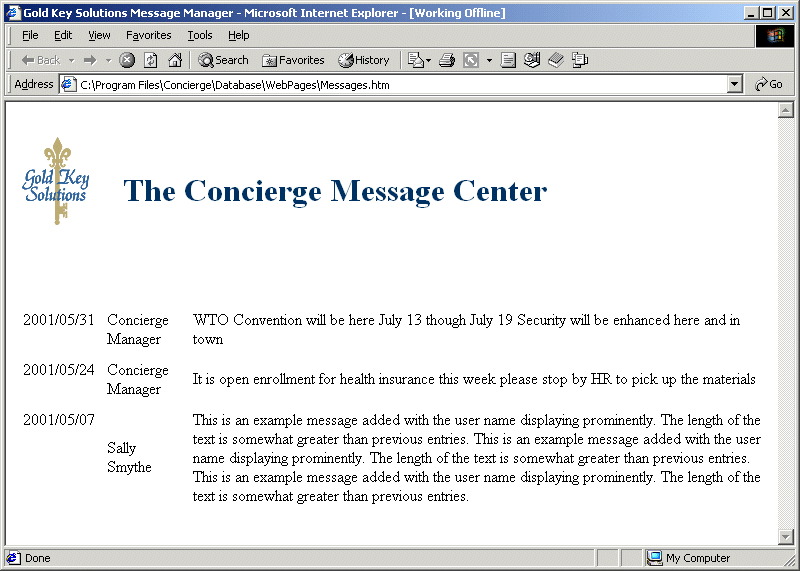 Gold Key Solutions Message Manager - Microsoft Internet Explorer - [Working Offline]
File Edit View Favorites Tools Help
Back Search Favorites History
Address C:\Program Files\Concierge\Database\WebPages\Messages.htm Go
Gold Key
Solutions
The Concierge Message Center
2001/05/31 Concierge Manager WTO Convention will be here July 13 though July 19 Security will be enhanced here and in
town
2001/05/24 Concierge Manager It is open enrollment for health insurance this week please stop by HR to pick up the materials
2001/05/07 Sally Smythe This is an example message added with the user name displaying prominently. The length of the
text is somewhat greater than previous entries. This is an example message added with the user
name displaying prominently. The length of the text is somewhat greater than previous entries.
This is an example message added with the user name displaying prominently. The length of the
text is somewhat greater than previous entries.
Done My Computer